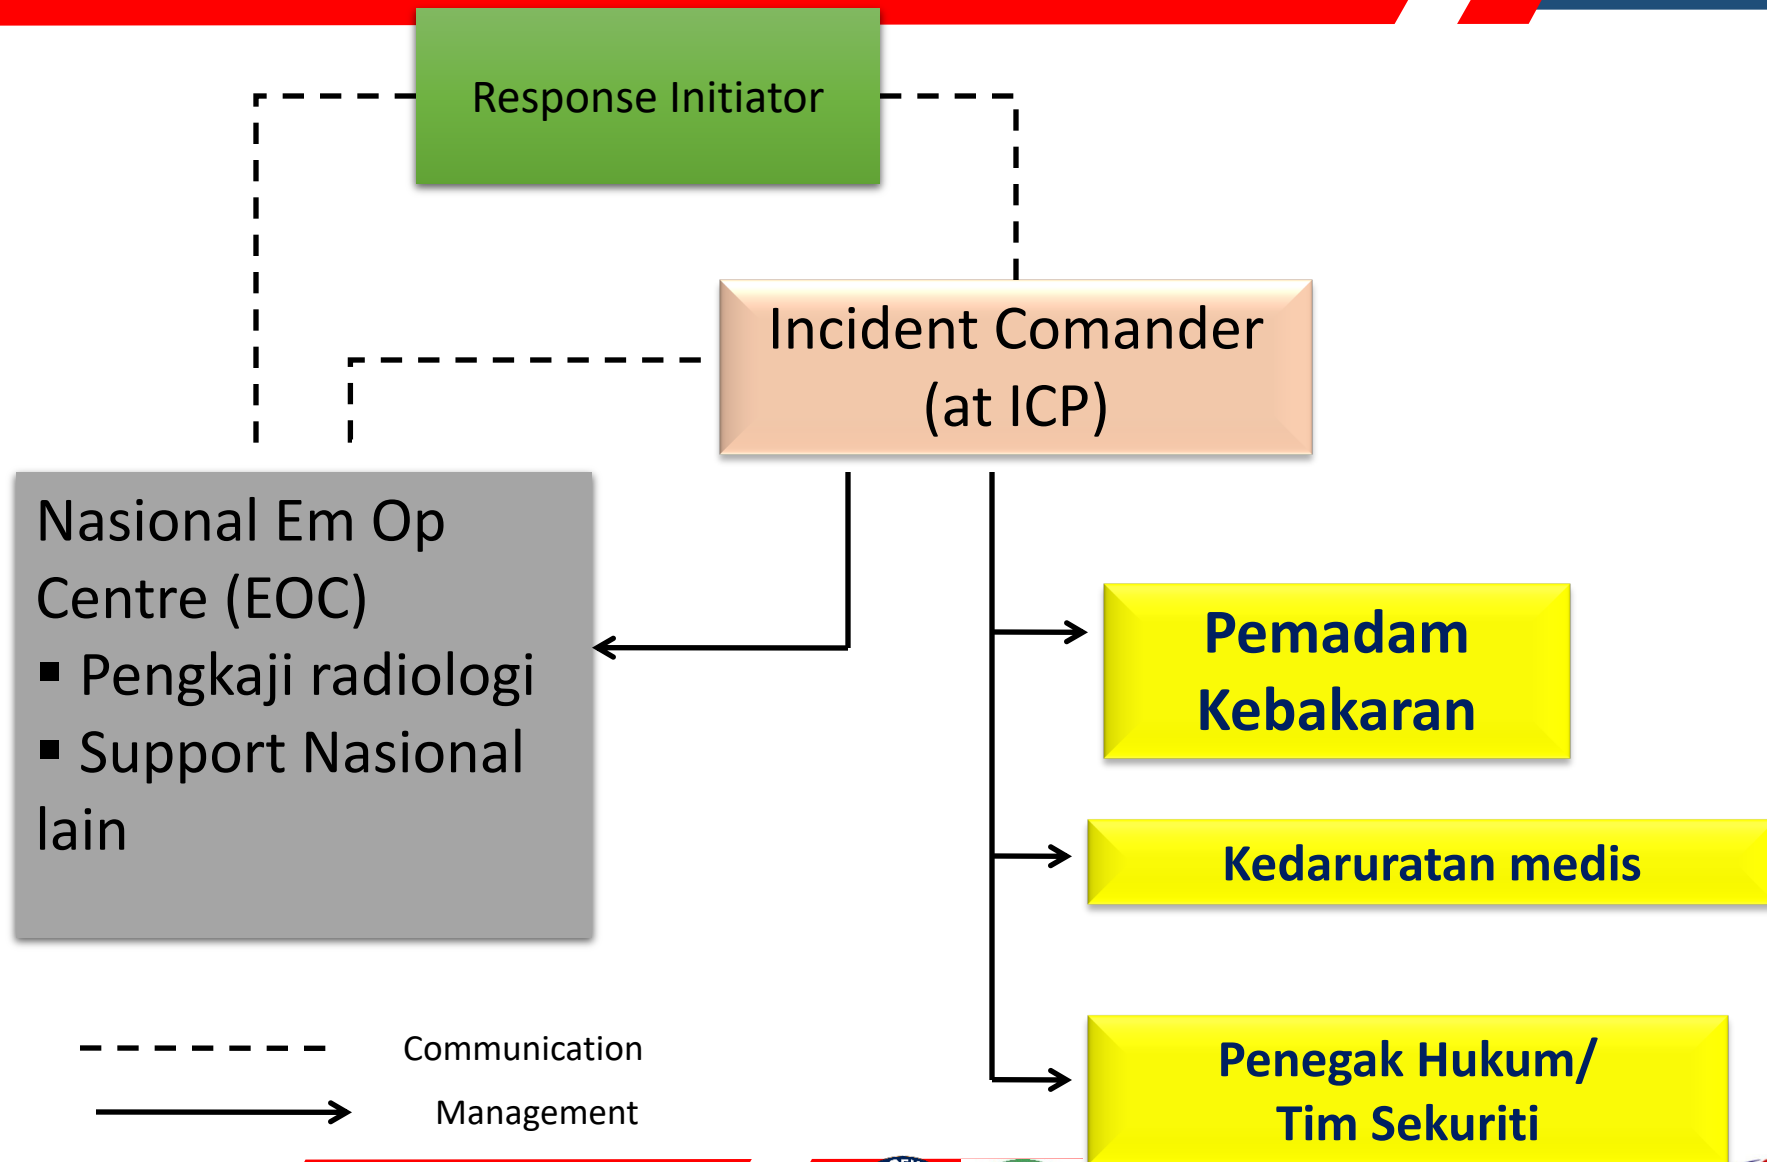 Response Initiator
Incident Comander
(at ICP)
Nasional Em Op
Centre (EOC)
▪ Pengkaji radiologi
▪ Support Nasional
lain
Pemadam
Kebakaran
Kedaruratan medis
Penegak Hukum/
Tim Sekuriti
Communication
Management